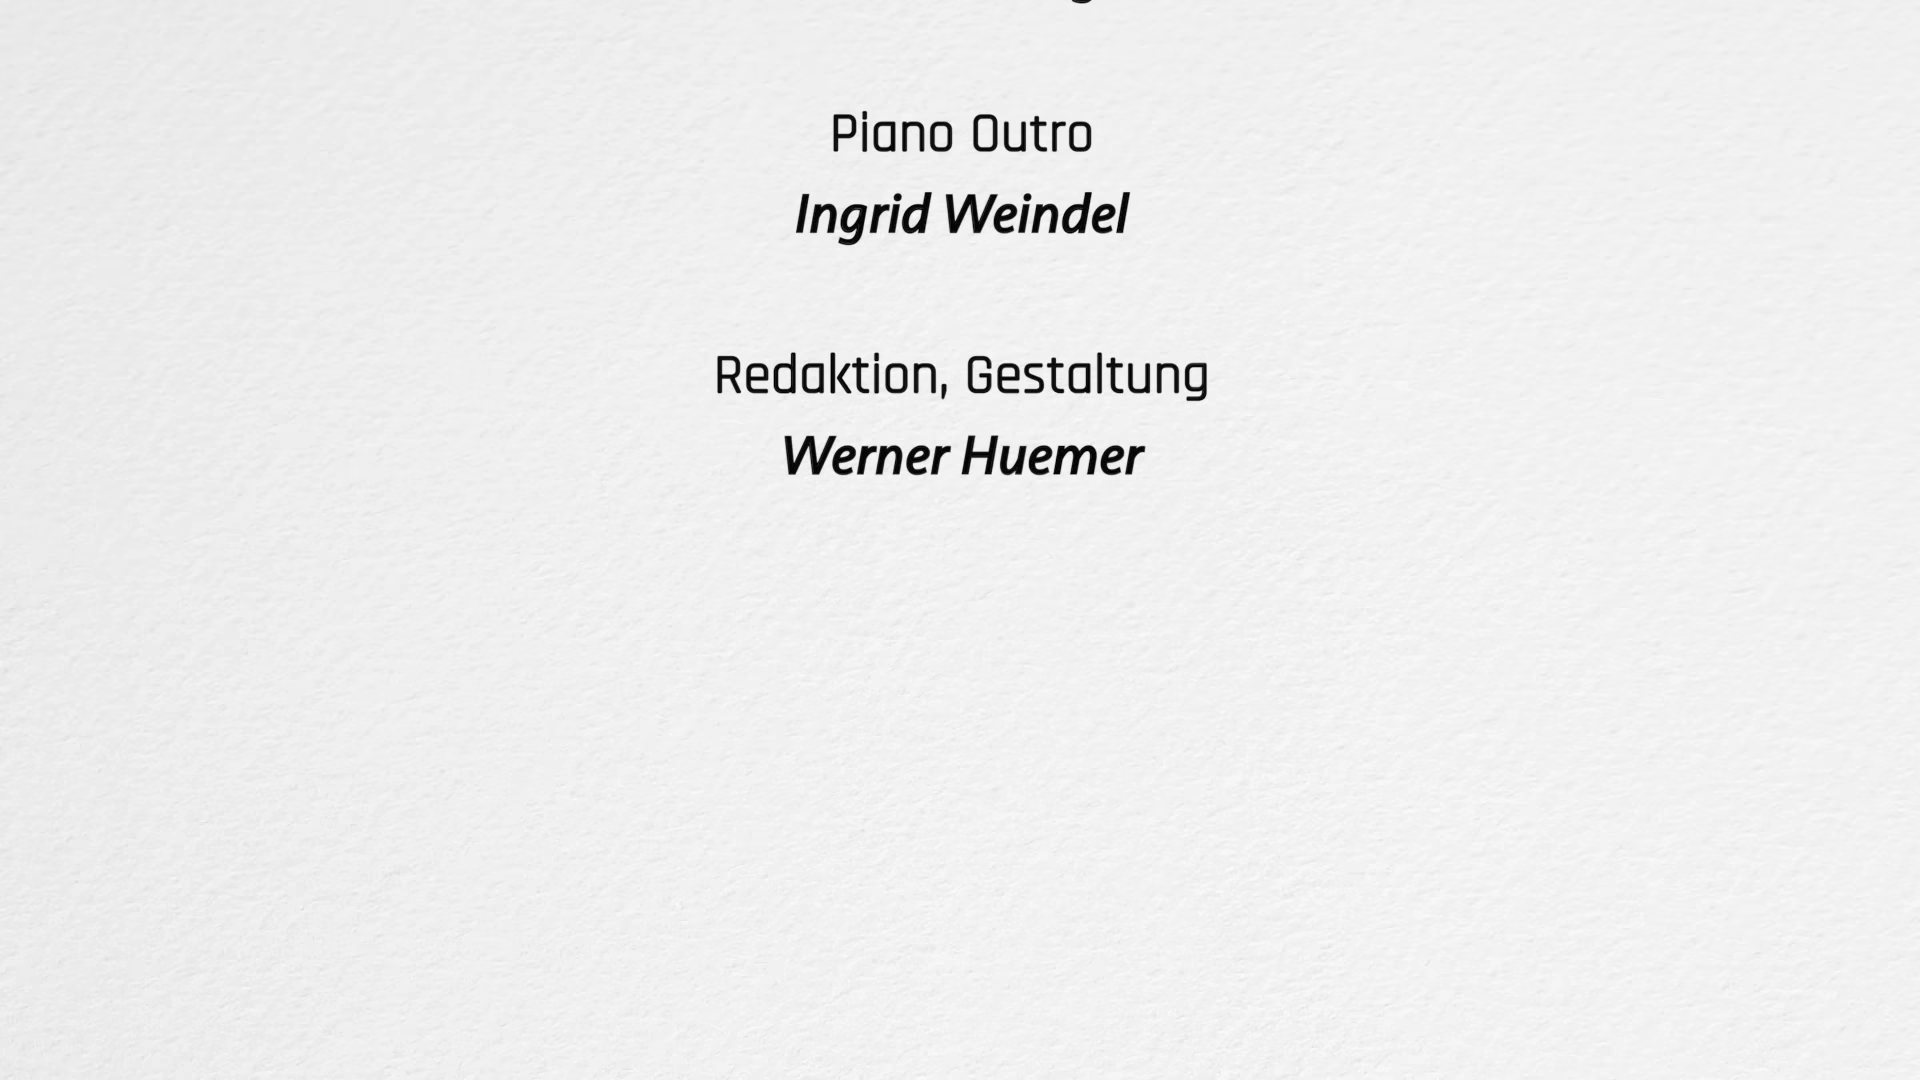 Piano Outro
Ingrid Weindel
Redaktion, Gestaltung
Werner Huemer